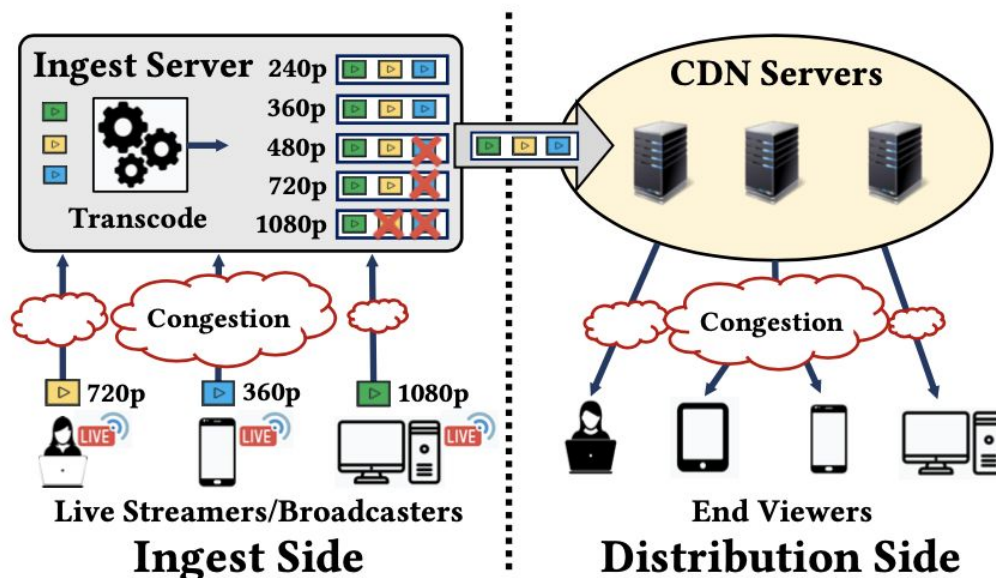 Ingest Server
240p
360p
480p
720p
1080p
Transcode
CDN Servers
Congestion
Congestion
720p
360p
1080p
LIVE
LIVE
LIVE
Live Streamers/Broadcasters
End Viewers
Ingest Side
Distribution Side